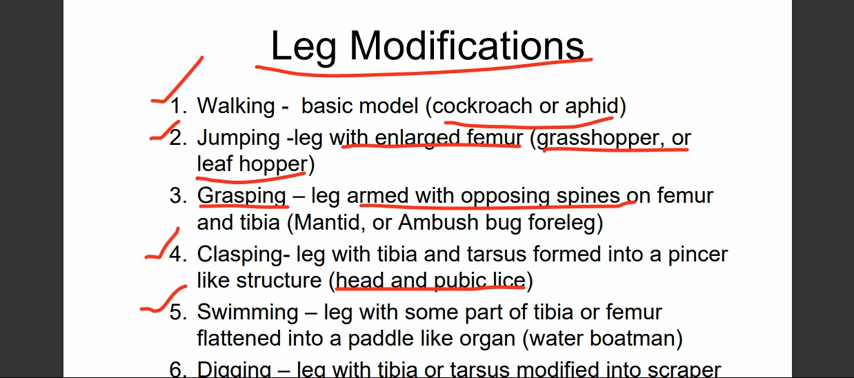 Leg Modifications
1. Walking - basic model (cockroach or aphid)
2. Jumping -leg with enlarged femur (grasshopper, or
leaf hopper)
3. Grasping – leg armed with opposing spines on femur
and tibia (Mantid, or Ambush bug foreleg)
4. Clasping- leg with tibia and tarsus formed into a pincer
like structure (head and pubic lice)
5. Swimming – leg with some part of tibia or femur
flattened into a paddle like organ (water boatman)
6. Digging – leg with tibia or tarsus modified into scraper